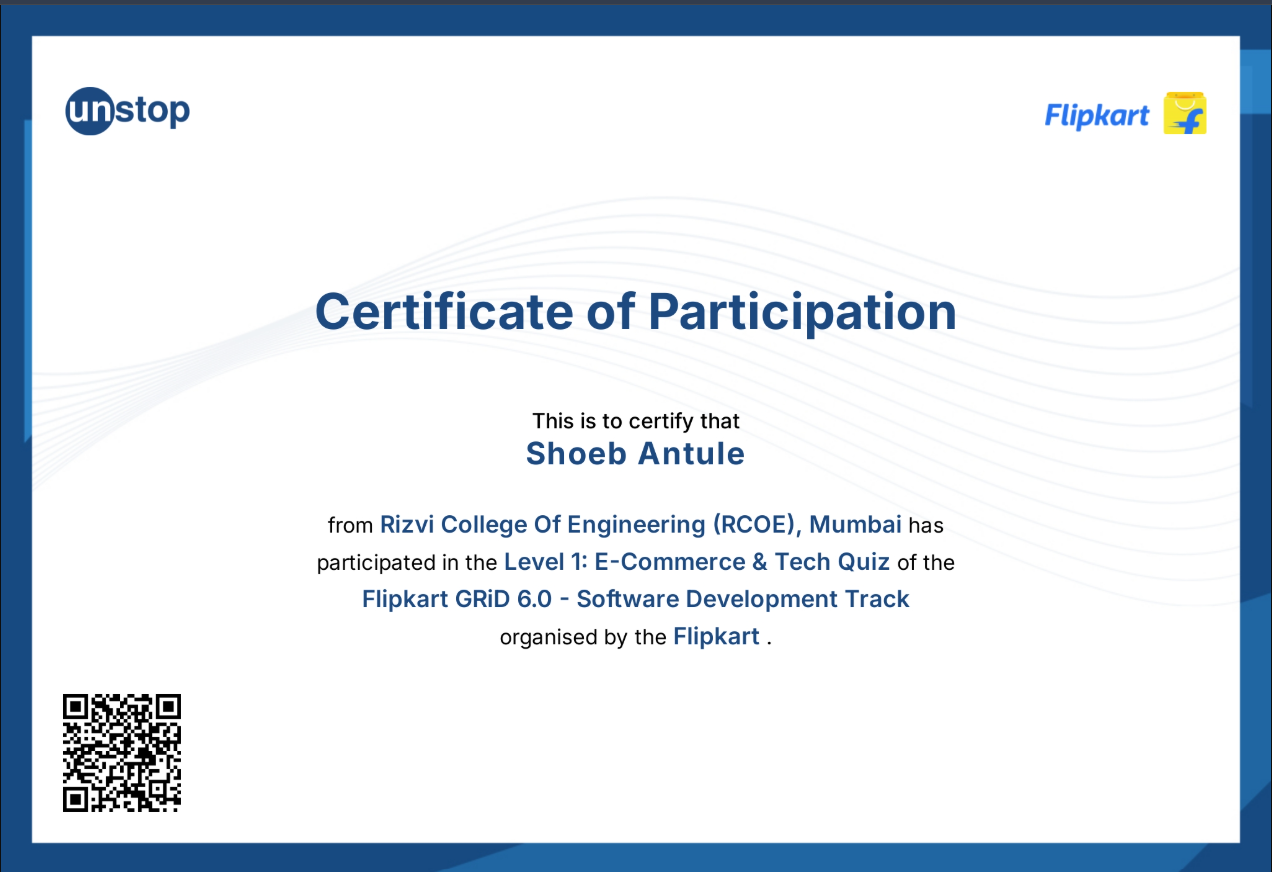 unstop
Flipkart
Certificate of Participation
This is to certify that
Shoeb Antule
from Rizvi College Of Engineering (RCOE), Mumbai has
participated in the Level 1: E-Commerce & Tech Quiz of the
Flipkart GRiD 6.0 - Software Development Track
organised by the Flipkart .